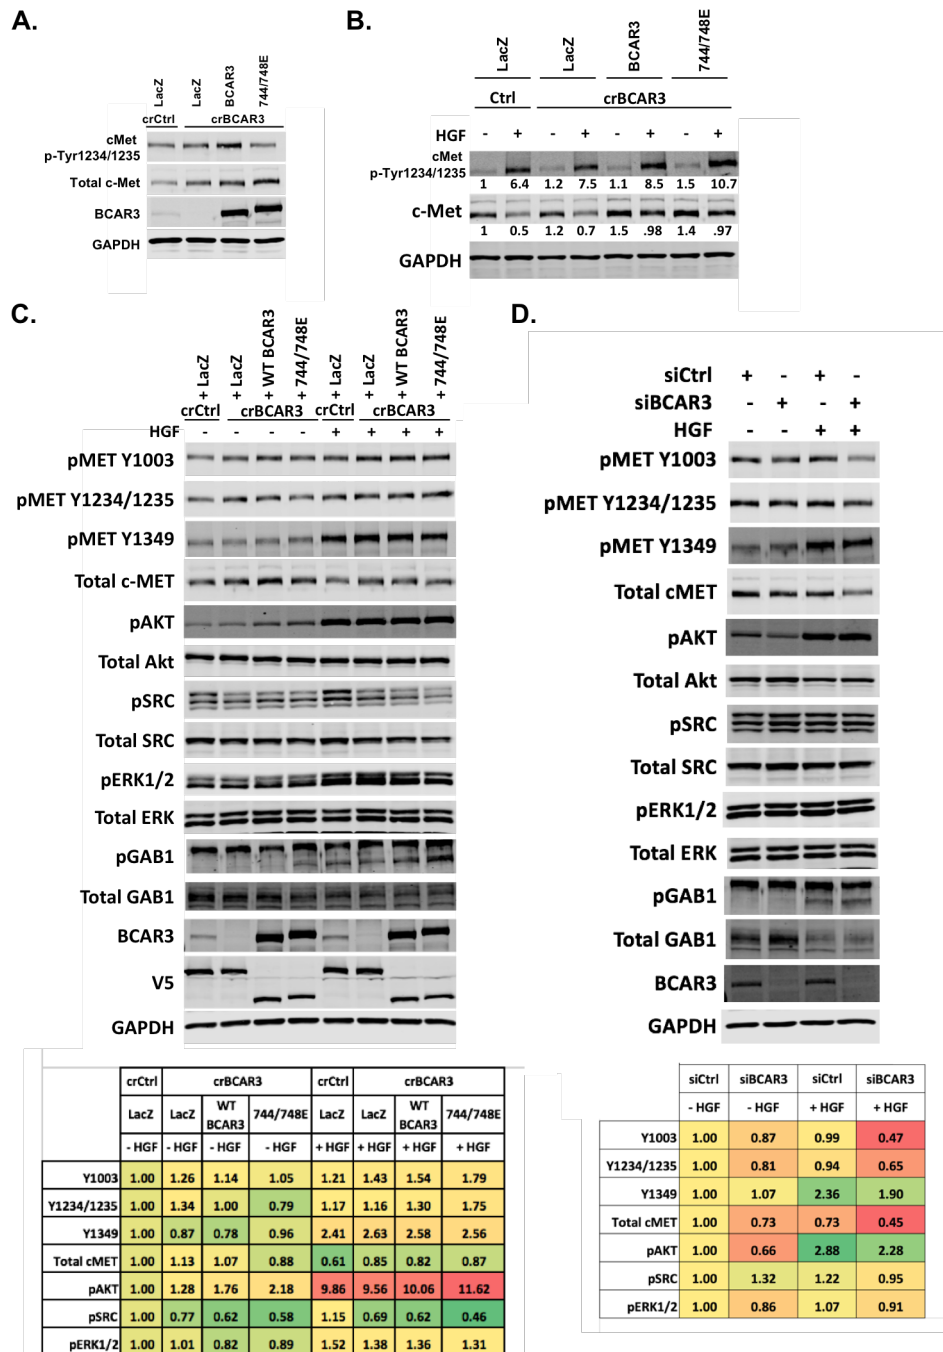 A.
LacZ LacZ BCAR3 744/748E
crCtrl crBCAR3
cMet
p-Tyr1234/1235
Total c-Met
BCAR3
GAPDH
B.
LacZ LacZ BCAR3 744/748E
Ctrl crBCAR3
HGF - + - + - + - +
cMet
p-Tyr1234/1235
1 6.4 1.2 7.5 1.1 8.5 1.5 10.7
c-Met
1 0.5 1.2 0.7 1.5 .98 1.4 .97
GAPDH
C.
+ LacZ + LacZ + WT BCAR3 + 744/748E + LacZ + LacZ + WT BCAR3 + 744/748E
crCtrl crBCAR3 crCtrl crBCAR3
HGF - - - - + + + +
pMET Y1003
pMET Y1234/1235
pMET Y1349
Total c-MET
pAKT
Total Akt
pSRC
Total SRC
pERK1/2
Total ERK
pGAB1
Total GAB1
BCAR3
V5
GAPDH
crCtrl crBCAR3 crCtrl crBCAR3
LacZ LacZ WT BCAR3 744/748E LacZ LacZ WT BCAR3 744/748E
- HGF - HGF - HGF - HGF + HGF + HGF + HGF + HGF
Y1003 1.00 1.26 1.14 1.05 1.21 1.43 1.54 1.79
Y1234/1235 1.00 1.34 1.00 0.79 1.17 1.16 1.30 1.75
Y1349 1.00 0.87 0.78 0.96 2.41 2.63 2.58 2.56
Total cMET 1.00 1.13 1.07 0.88 0.61 0.85 0.82 0.87
pAKT 1.00 1.28 1.76 2.18 9.86 9.56 10.06 11.62
pSRC 1.00 0.77 0.62 0.58 1.15 0.69 0.62 0.46
pERK1/2 1.00 1.01 0.82 0.89 1.52 1.38 1.36 1.31
D.
siCtrl + - + -
siBCAR3 - + - +
HGF - - + +
pMET Y1003
pMET Y1234/1235
pMET Y1349
Total cMET
pAKT
Total Akt
pSRC
Total SRC
pERK1/2
Total ERK
pGAB1
Total GAB1
BCAR3
GAPDH
siCtrl siBCAR3 siCtrl siBCAR3
- HGF - HGF + HGF + HGF
Y1003 1.00 0.87 0.99 0.47
Y1234/1235 1.00 0.81 0.94 0.65
Y1349 1.00 1.07 2.36 1.90
Total cMET 1.00 0.73 0.73 0.45
pAKT 1.00 0.66 2.88 2.28
pSRC 1.00 1.32 1.22 0.95
pERK1/2 1.00 0.86 1.07 0.91